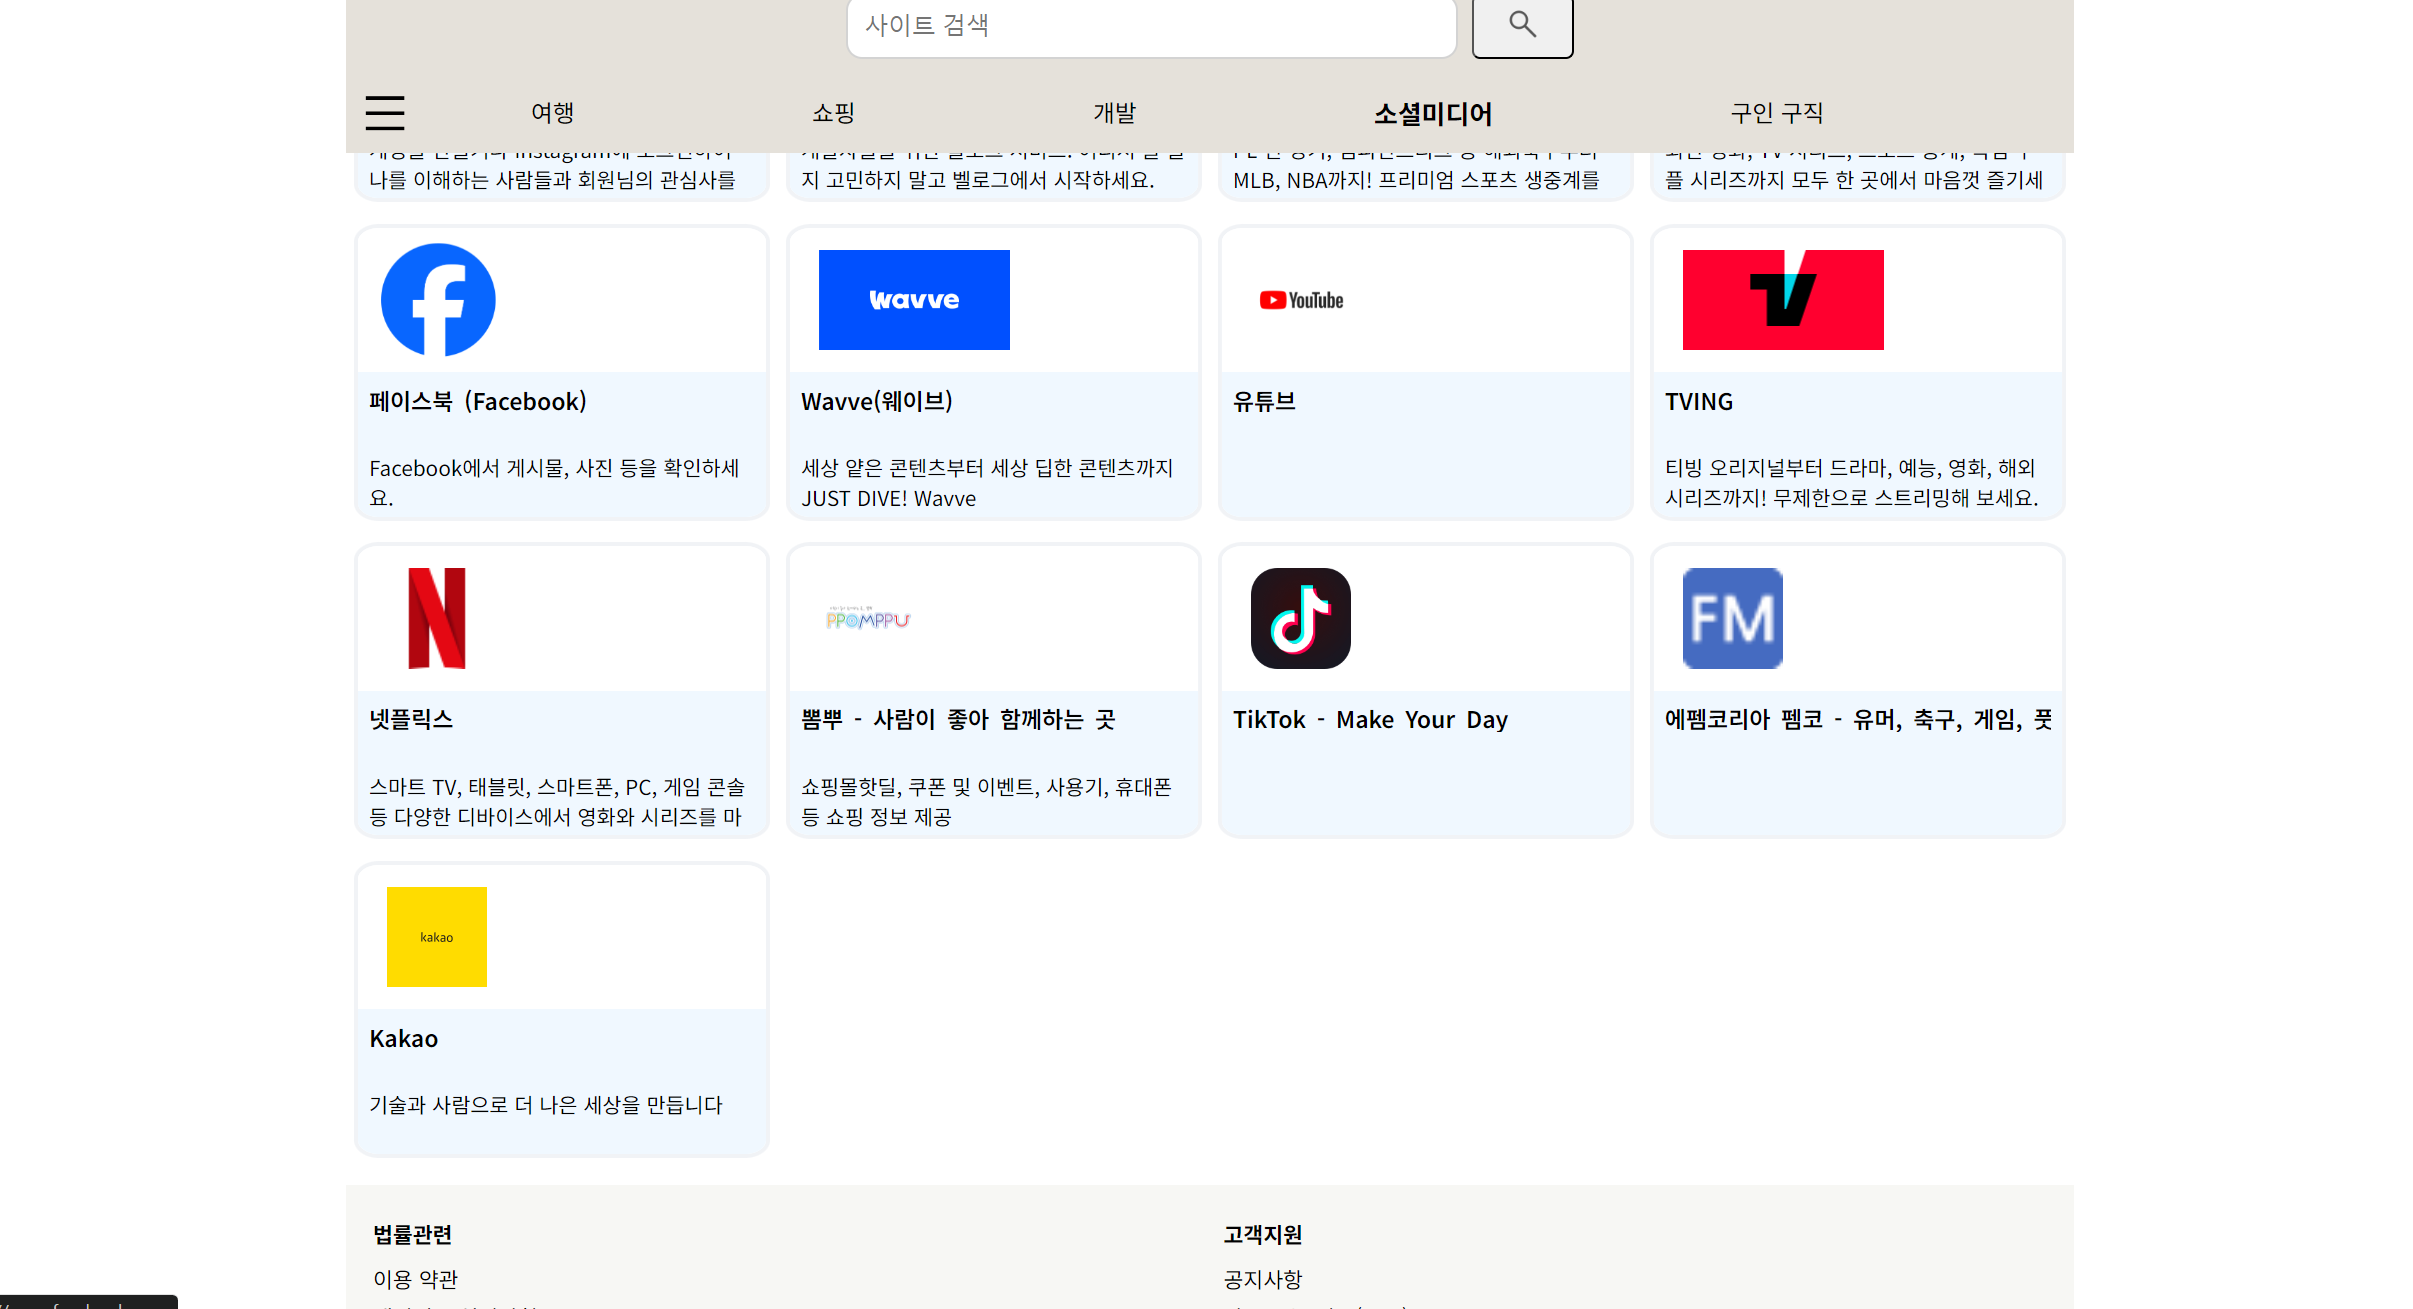 사이트 검색
여행
쇼핑
개발
소셜미디어
구인 구직
나를 이해하는 사람들과 회원님의 관심사를
지 고민하지 말고 벨로그에서 시작하세요.
MLB, NBA까지! 프리미엄 스포츠 생중계를
플 시리즈까지 모두 한 곳에서 마음껏 즐기세
wavve
YouTube
페이스북 (Facebook)
Facebook에서 게시물, 사진 등을 확인하세
요.
Wavve(웨이브)
세상 얕은 콘텐츠부터 세상 딥한 콘텐츠까지
JUST DIVE! Wavve
유튜브
TVING
티빙 오리지널부터 드라마, 예능, 영화, 해외
시리즈까지! 무제한으로 스트리밍해 보세요.
PPOMPPU
FM
넷플릭스
스마트 TV, 태블릿, 스마트폰, PC, 게임 콘솔
등 다양한 디바이스에서 영화와 시리즈를 마
뽐뿌 - 사람이 좋아 함께하는 곳
쇼핑몰핫딜, 쿠폰 및 이벤트, 사용기, 휴대폰
등 쇼핑 정보 제공
TikTok - Make Your Day
에펨코리아 펨코 - 유머, 축구, 게임, 풋
kakao
Kakao
기술과 사람으로 더 나은 세상을 만듭니다
법률관련
이용 약관
고객지원
공지사항